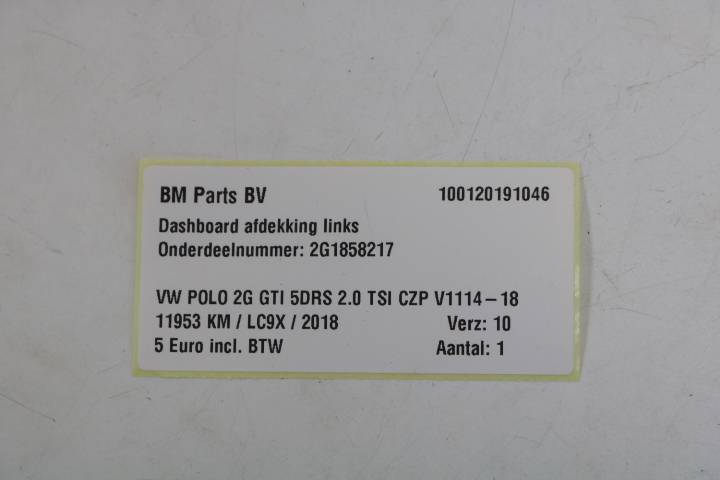 BM Parts BV 100120191046
Dashboard afdekking links
Onderdeelnummer: 2G1858217
VW POLO 2G GTI 5DRS 2.0 TSI CZP V1114-18
11953 KM / LC9X / 2018 Verz: 10
5 Euro incl. BTW Aantal: 1